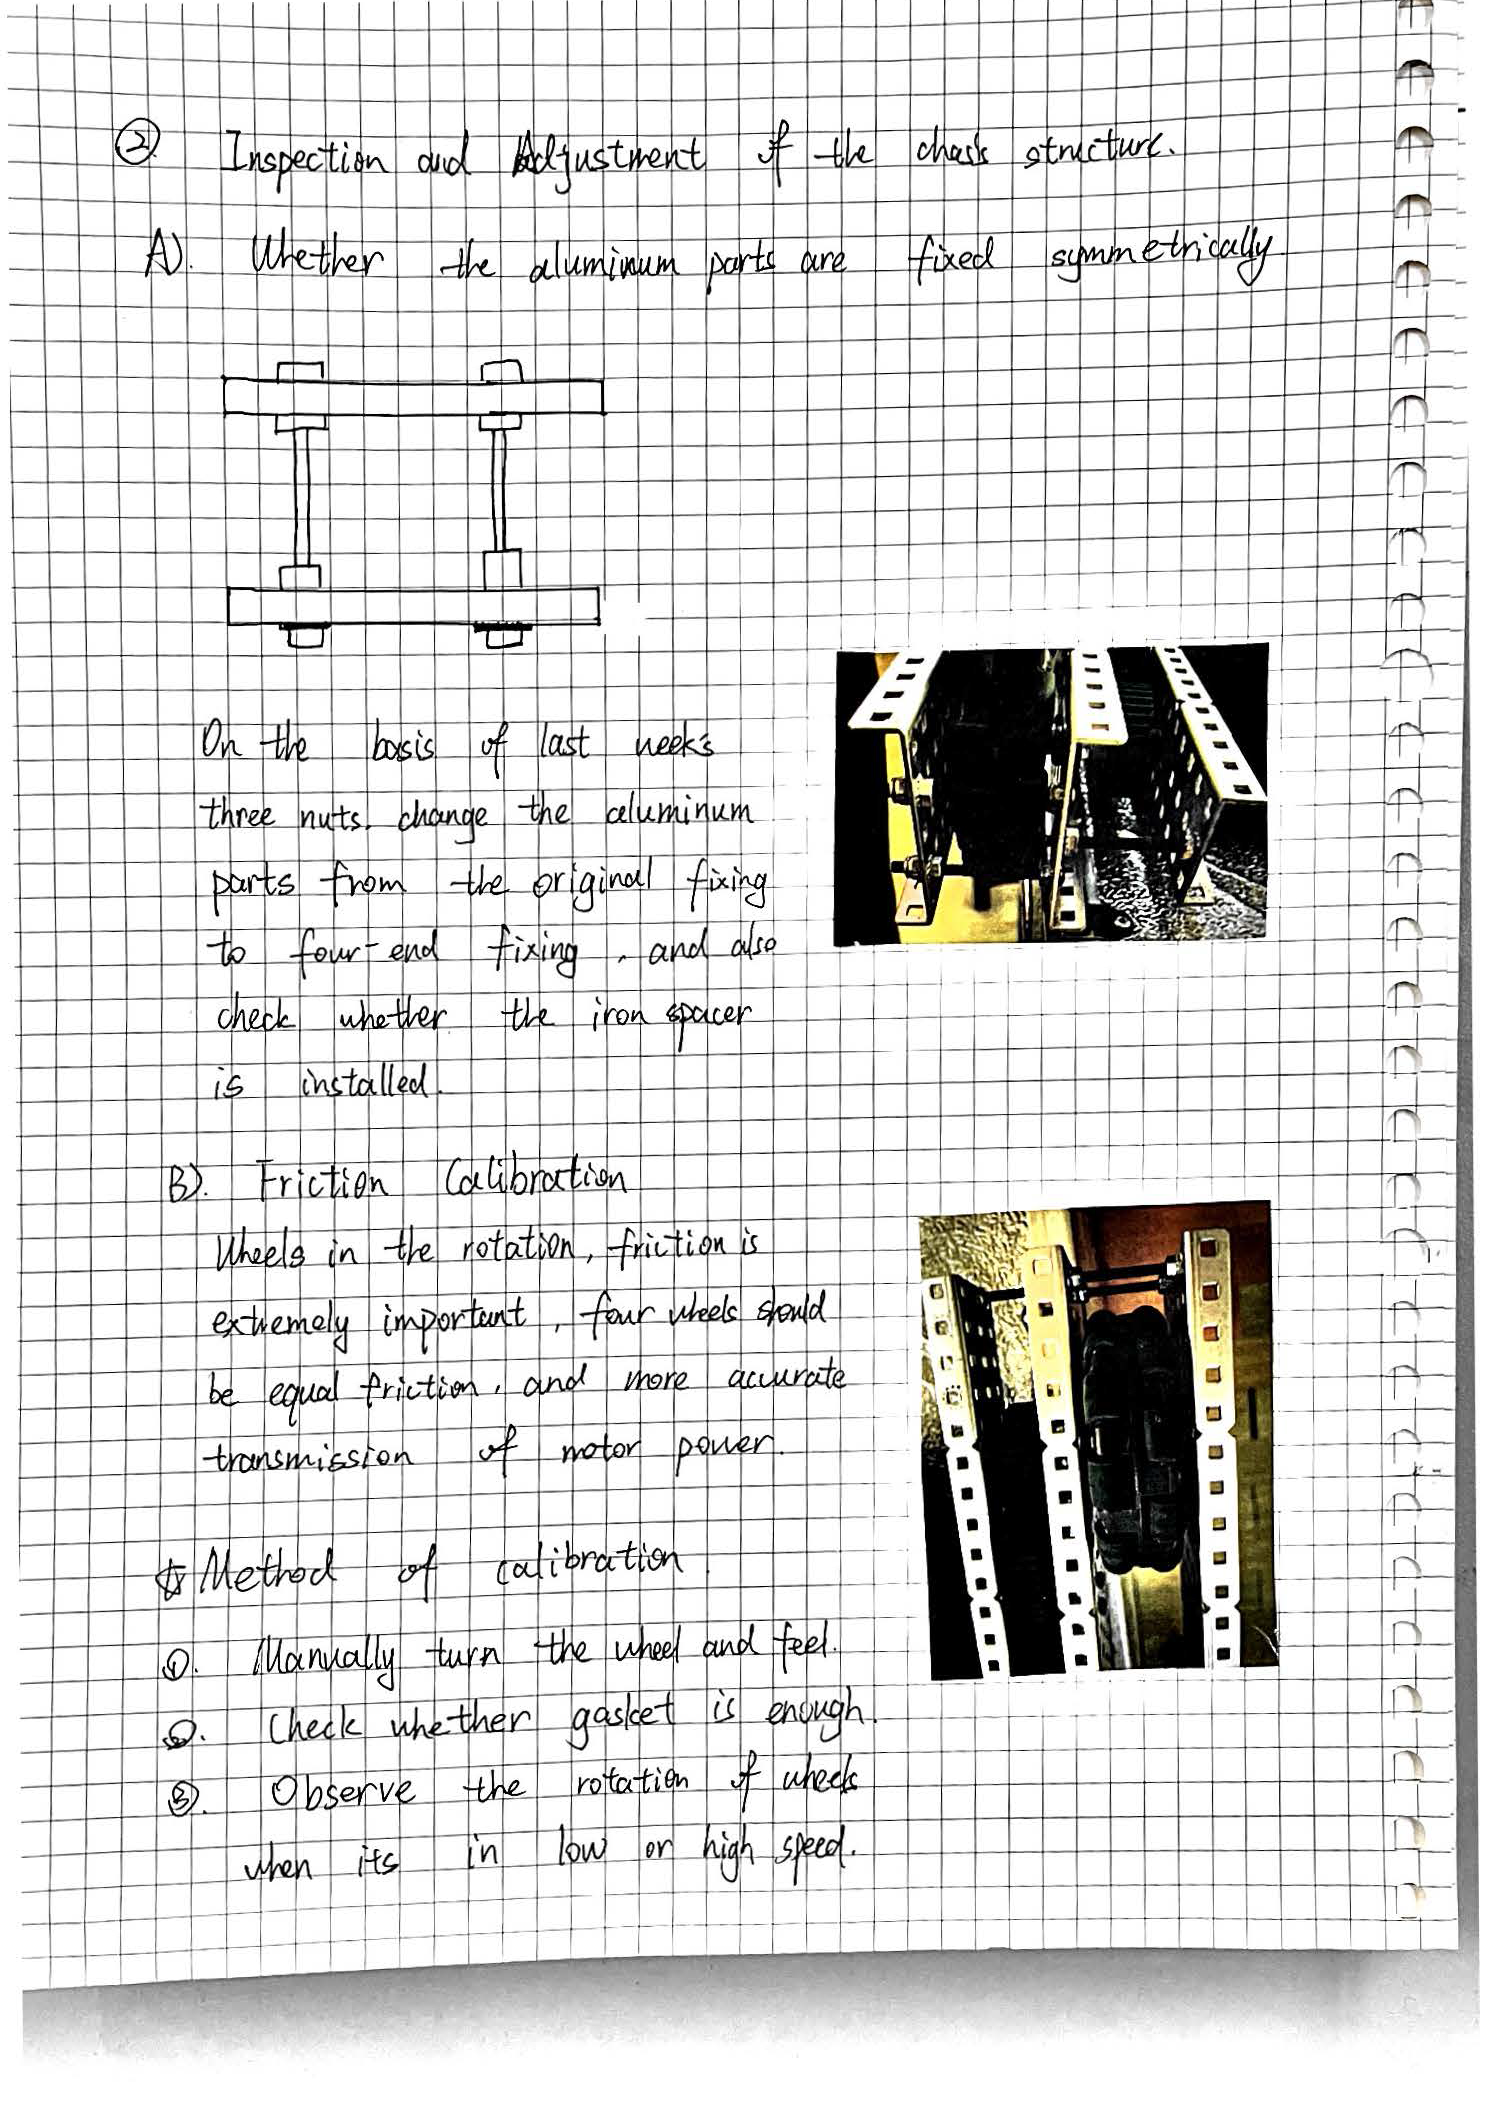 ② Inspection and Adjustment of the chasis structure.
A). Whether the aluminum parts are fixed symmetrically
On the basis of last week's
three nuts, change the aluminum
parts from the original fixing
to four-end fixing, and also
check whether the iron spacer
is installed.
B). Friction Calibration
Wheels in the rotation, friction is
extremely important, four wheels should
be equal friction, and more accurate
transmission of motor power.
☆ Method of calibration
①. Manually turn the wheel and feel.
②. Check whether gasket is enough.
③. Observe the rotation of wheels
when its in low or high speed.